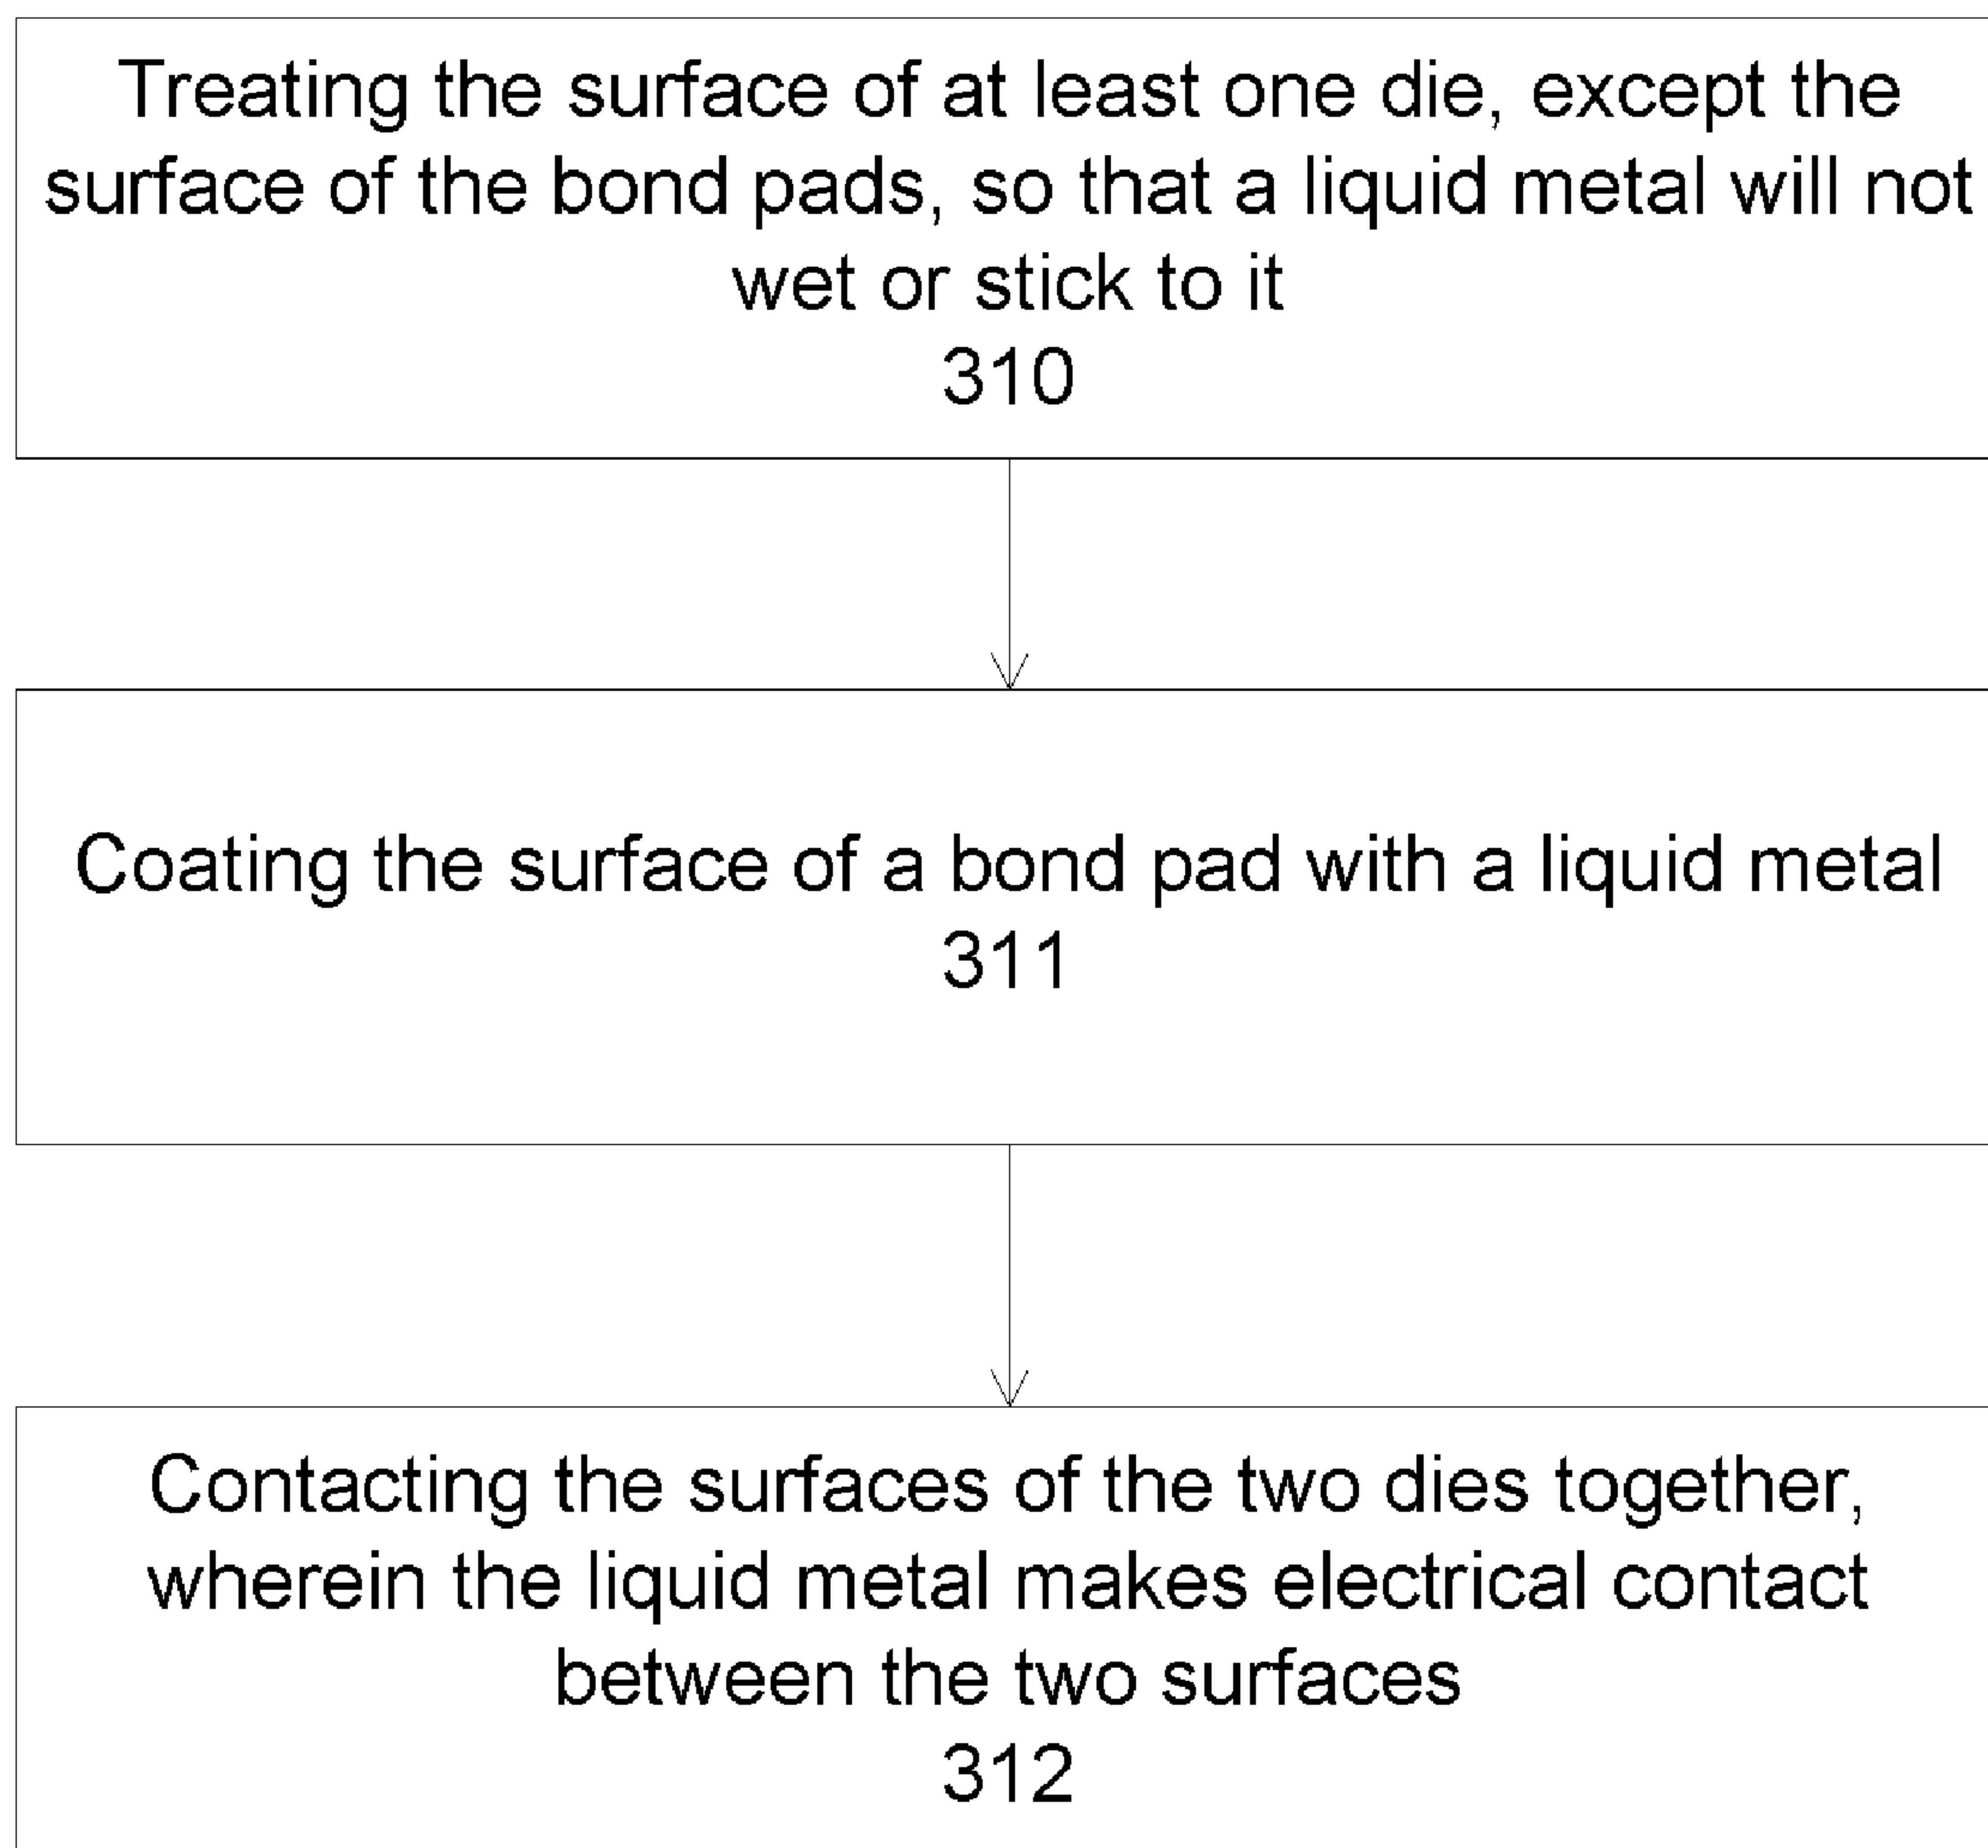 Treating the surface of at least one die, except the
surface of the bond pads, so that a liquid metal will not
wet or stick to it
310
Coating the surface of a bond pad with a liquid metal
311
Contacting the surfaces of the two dies together,
wherein the liquid metal makes electrical contact
between the two surfaces
312